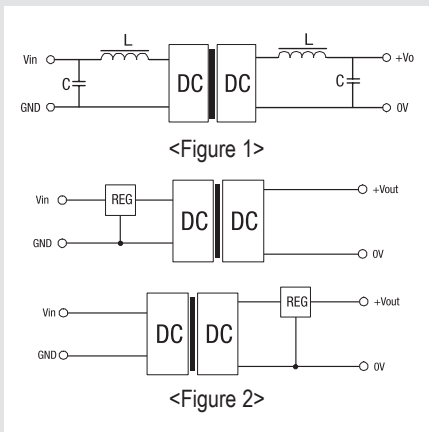 L L
Vin +Vo
C DC DC C
GND 0V
<Figure 1>
Vin REG +Vout
DC DC
GND 0V
Vin REG +Vout
DC DC
GND 0V
<Figure 2>